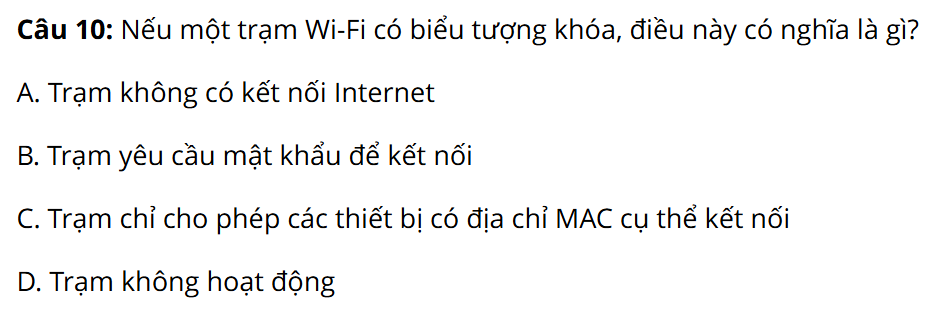 Câu 10: Nếu một trạm Wi-Fi có biểu tượng khóa, điều này có nghĩa là gì?
A. Trạm không có kết nối Internet
B. Trạm yêu cầu mật khẩu để kết nối
C. Trạm chỉ cho phép các thiết bị có địa chỉ MAC cụ thể kết nối
D. Trạm không hoạt động